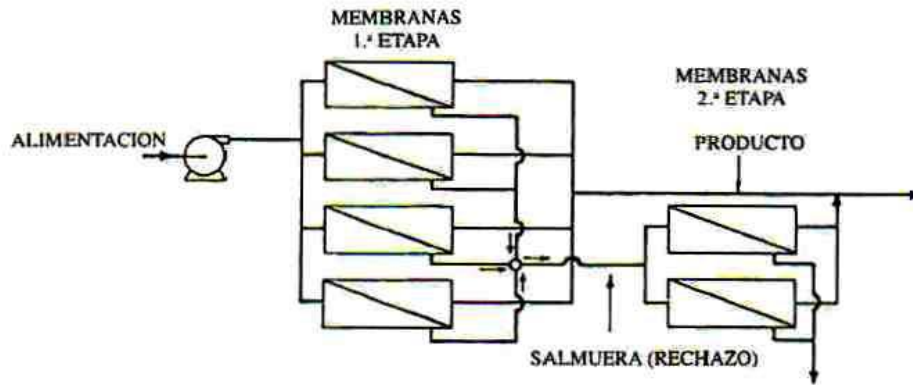 MEMBRANAS
1.ª ETAPA
MEMBRANAS
2.ª ETAPA
ALIMENTACION
PRODUCTO
SALMUERA (RECHAZO)